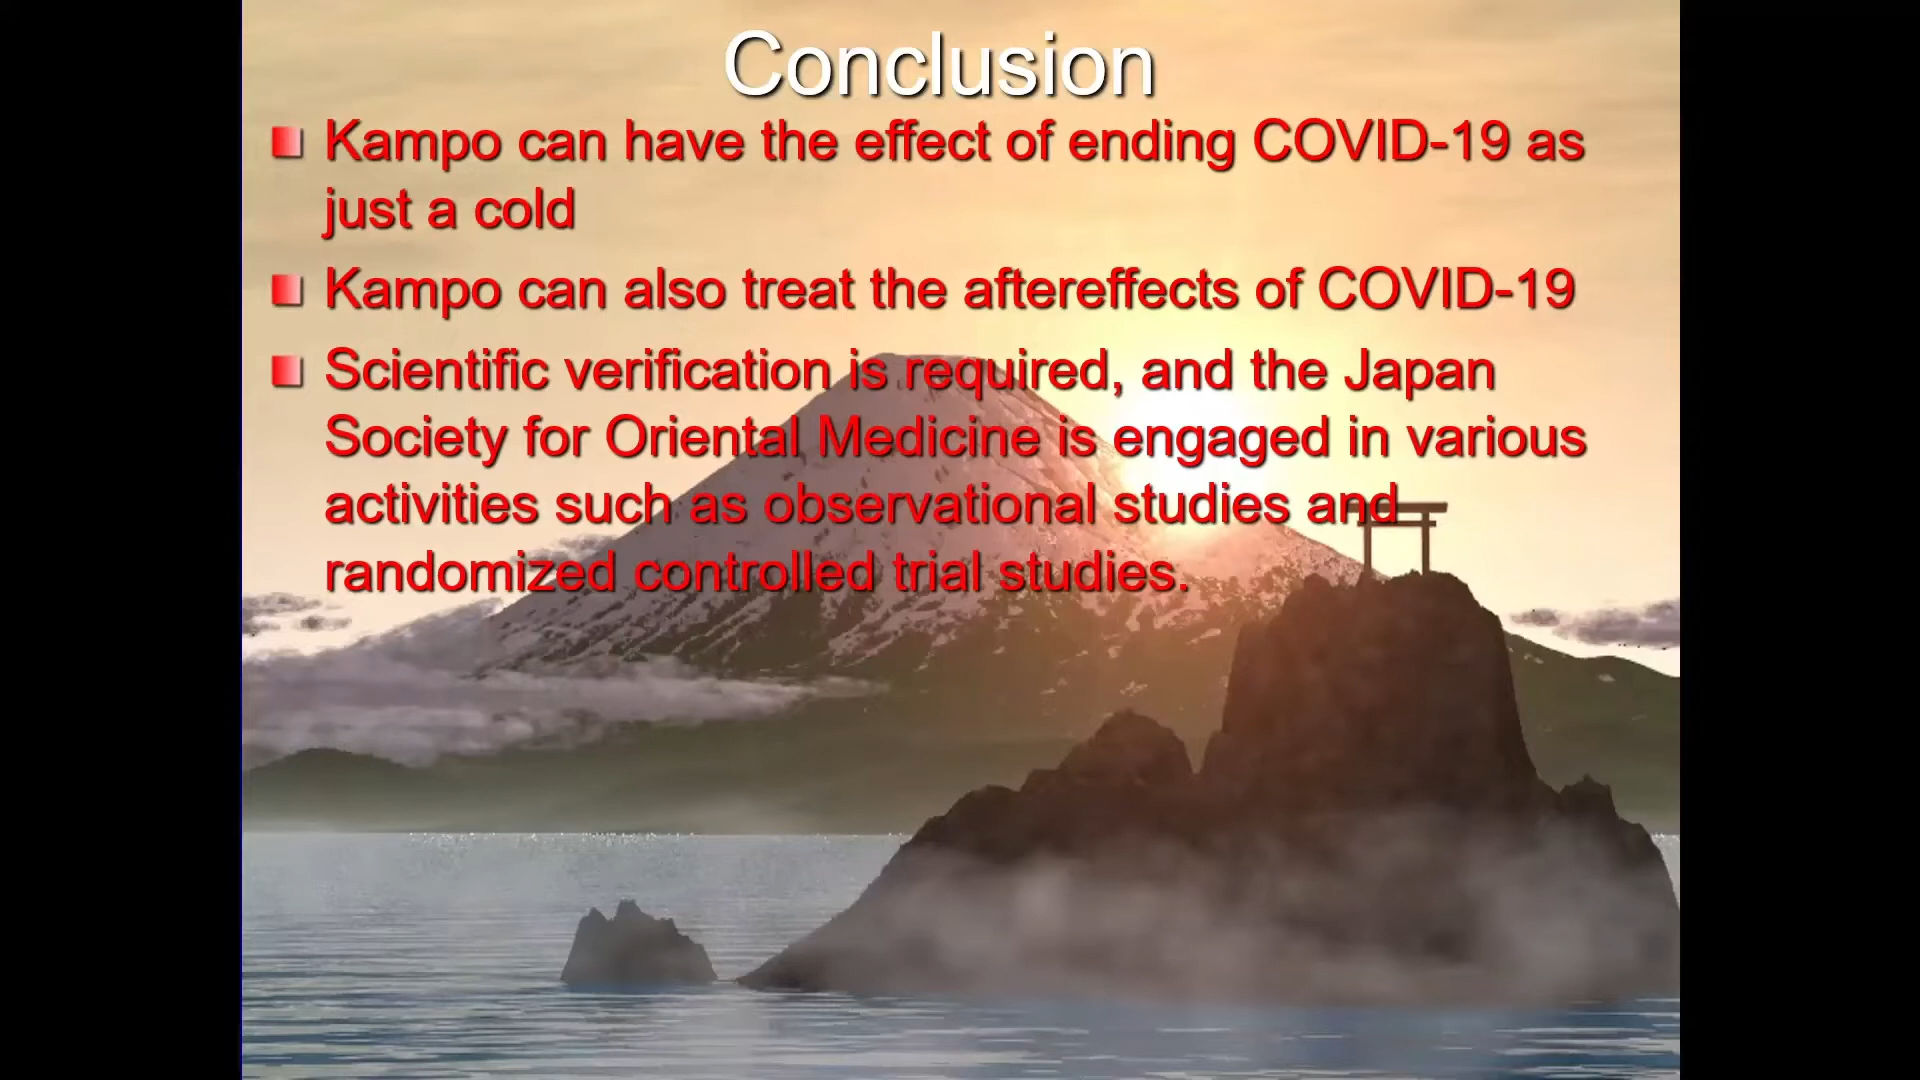 Conclusion
Kampo can have the effect of ending COVID-19 as
just a cold
Kampo can also treat the aftereffects of COVID-19
Scientific verification is required, and the Japan
Society for Oriental Medicine is engaged in various
activities such as observational studies and
randomized controlled trial studies.